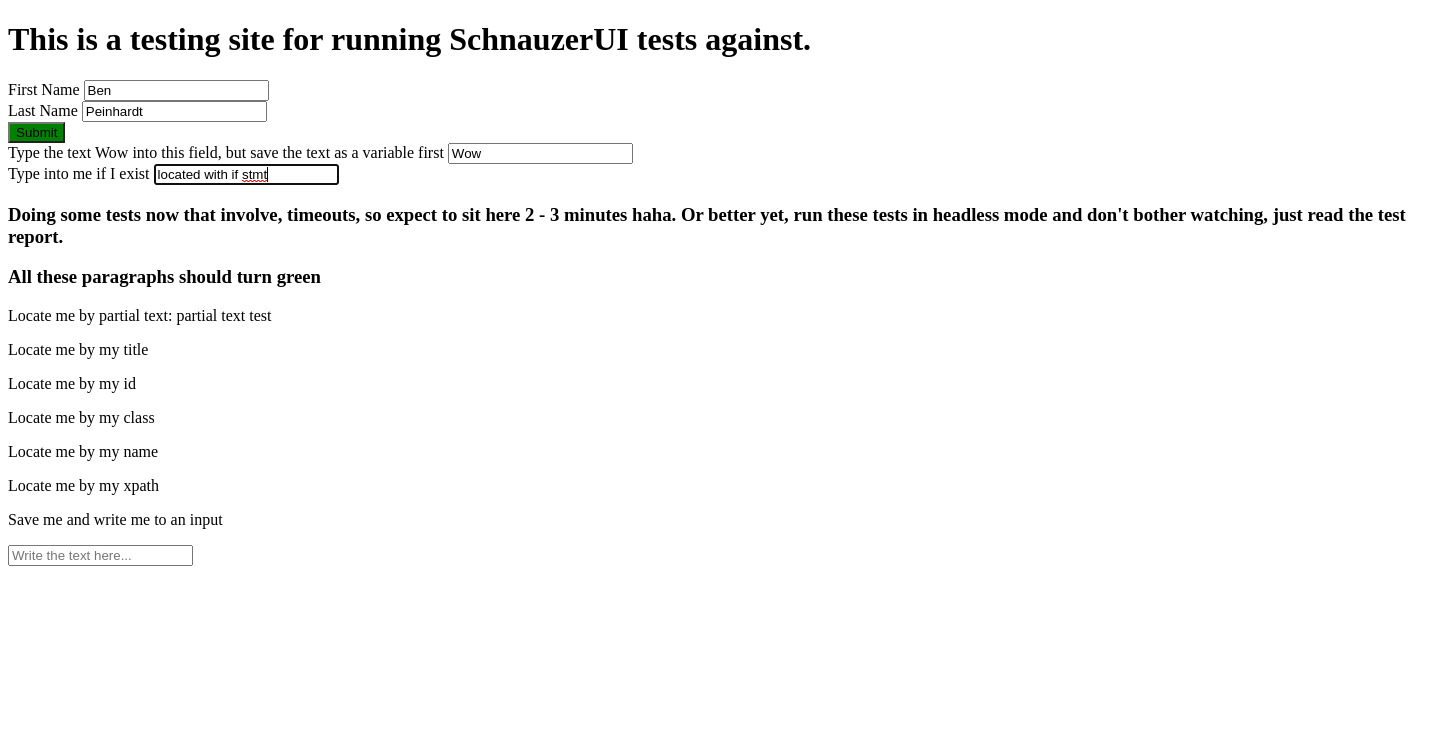 This is a testing site for running SchnauzerUI tests against.
First Name Ben
Last Name Peinhardt
Submit
Type the text Wow into this field, but save the text as a variable first Wow
Type into me if I exist located with if stmt
Doing some tests now that involve, timeouts, so expect to sit here 2 - 3 minutes haha. Or better yet, run these tests in headless mode and don't bother watching, just read the test
report.
All these paragraphs should turn green
Locate me by partial text: partial text test
Locate me by my title
Locate me by my id
Locate me by my class
Locate me by my name
Locate me by my xpath
Save me and write me to an input
Write the text here...